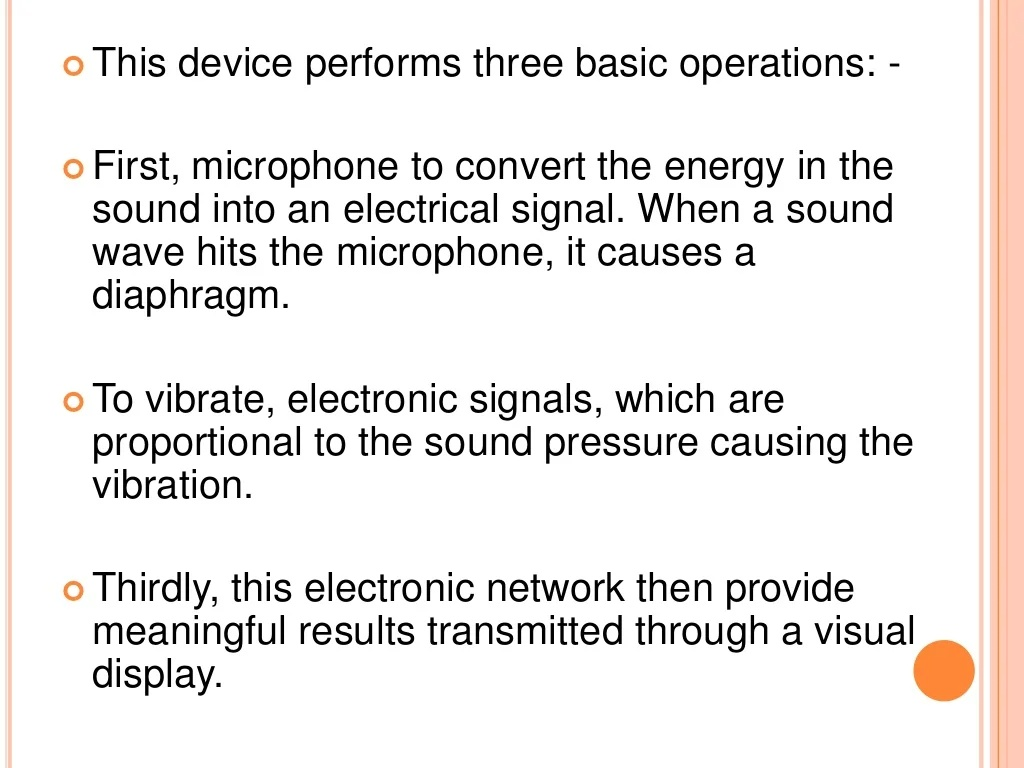 This device performs three basic operations: -
First, microphone to convert the energy in the
sound into an electrical signal. When a sound
wave hits the microphone, it causes a
diaphragm.
To vibrate, electronic signals, which are
proportional to the sound pressure causing the
vibration.
Thirdly, this electronic network then provide
meaningful results transmitted through a visual
display.